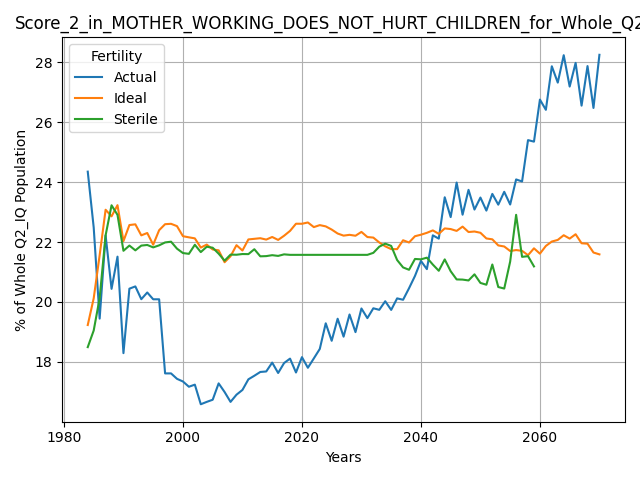 Score_2_in_MOTHER_WORKING_DOES_NOT_HURT_CHILDREN_for_Whole_Q2
Fertility
Actual
Ideal
Sterile
% of Whole Q2_IQ Population
28
26
24
22
20
18
1980
2000
2020
2040
2060
Years